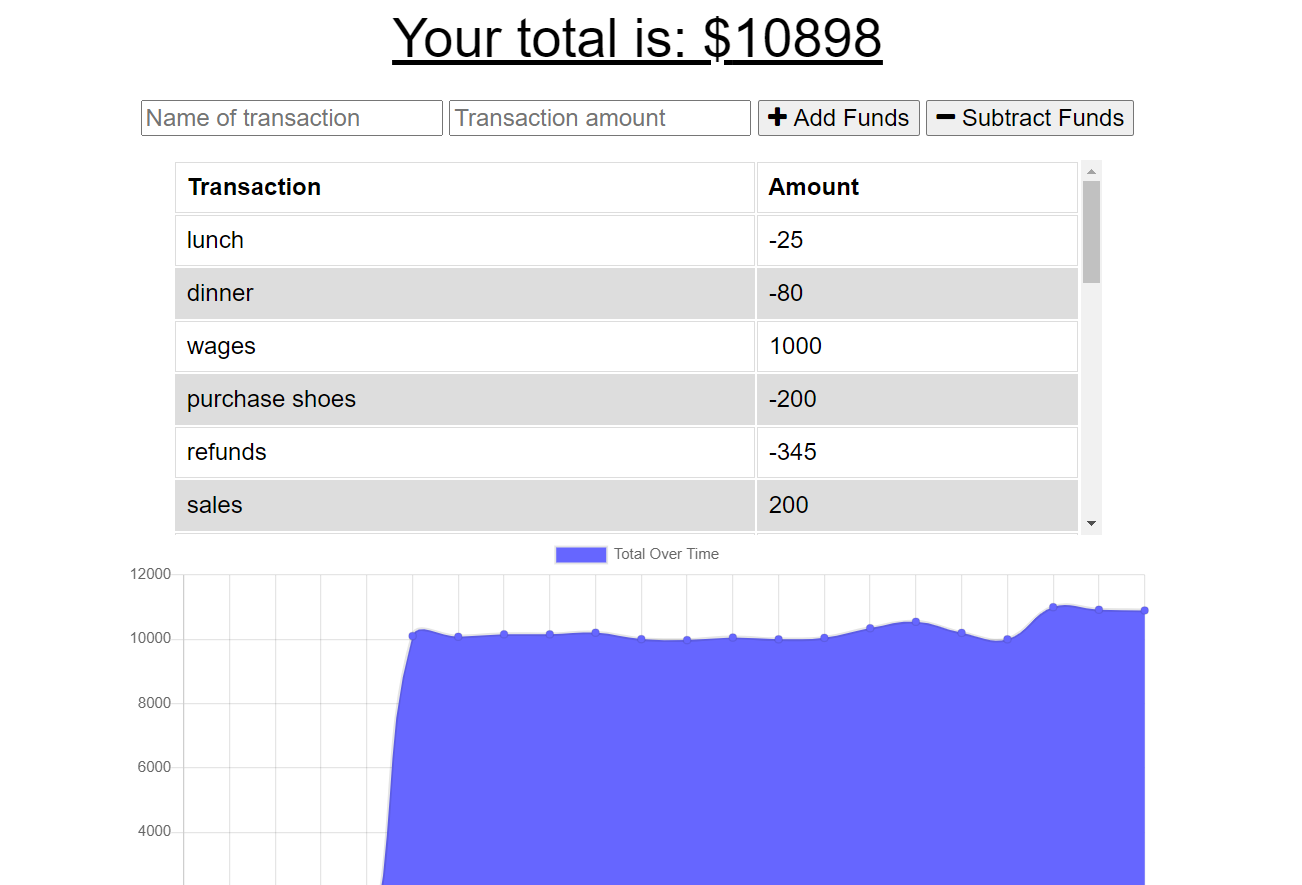 Your total is: $10898
Name of transaction Transaction amount Add Funds Subtract Funds
Transaction Amount
lunch -25
dinner -80
wages 1000
purchase shoes -200
refunds -345
sales 200
Total Over Time
12000
10000
8000
6000
4000